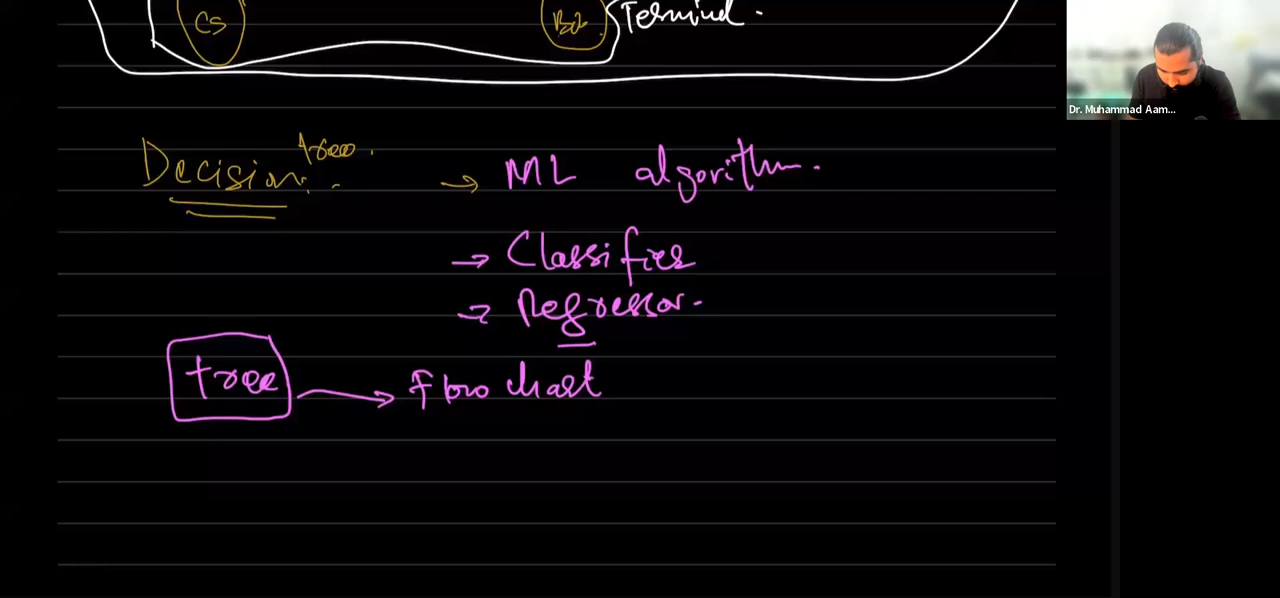 CS
Terminal.
Dr. Muhammad Aam...
Decision tree.
→ ML algorithm.
→ Classifier
→ Regressor.
tree → Flow chart